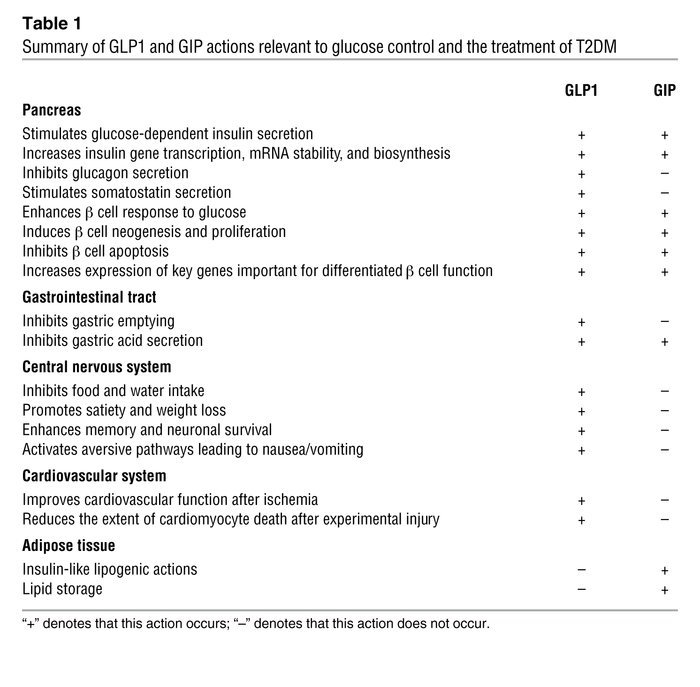 Table 1
Summary of GLP1 and GIP actions relevant to glucose control and the treatment of T2DM
GLP1 GIP
Pancreas
Stimulates glucose-dependent insulin secretion + +
Increases insulin gene transcription, mRNA stability, and biosynthesis + +
Inhibits glucagon secretion + –
Stimulates somatostatin secretion + –
Enhances β cell response to glucose + +
Induces β cell neogenesis and proliferation + +
Inhibits β cell apoptosis + +
Increases expression of key genes important for differentiated β cell function + +
Gastrointestinal tract
Inhibits gastric emptying + –
Inhibits gastric acid secretion + +
Central nervous system
Inhibits food and water intake + –
Promotes satiety and weight loss + –
Enhances memory and neuronal survival + –
Activates aversive pathways leading to nausea/vomiting + –
Cardiovascular system
Improves cardiovascular function after ischemia + –
Reduces the extent of cardiomyocyte death after experimental injury + –
Adipose tissue
Insulin-like lipogenic actions – +
Lipid storage – +
“+” denotes that this action occurs; “–” denotes that this action does not occur.